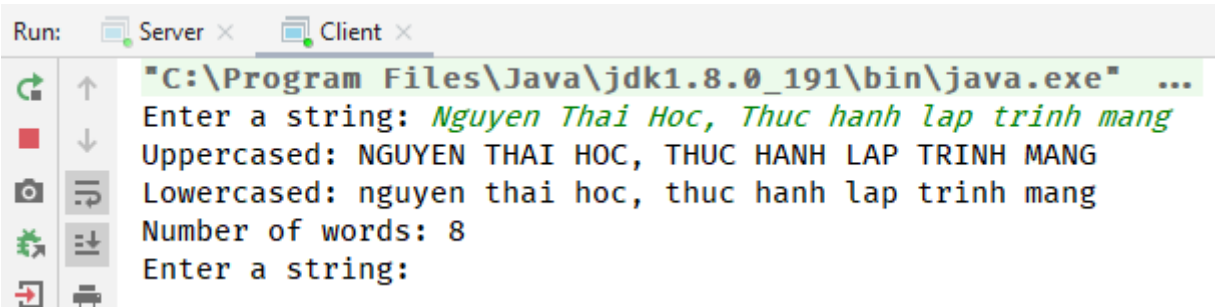 Run: Server × Client ×
"C:\Program Files\Java\jdk1.8.0_191\bin\java.exe" ...
Enter a string: Nguyen Thai Hoc, Thuc hanh lap trinh mang
Uppercased: NGUYEN THAI HOC, THUC HANH LAP TRINH MANG
Lowercased: nguyen thai hoc, thuc hanh lap trinh mang
Number of words: 8
Enter a string: